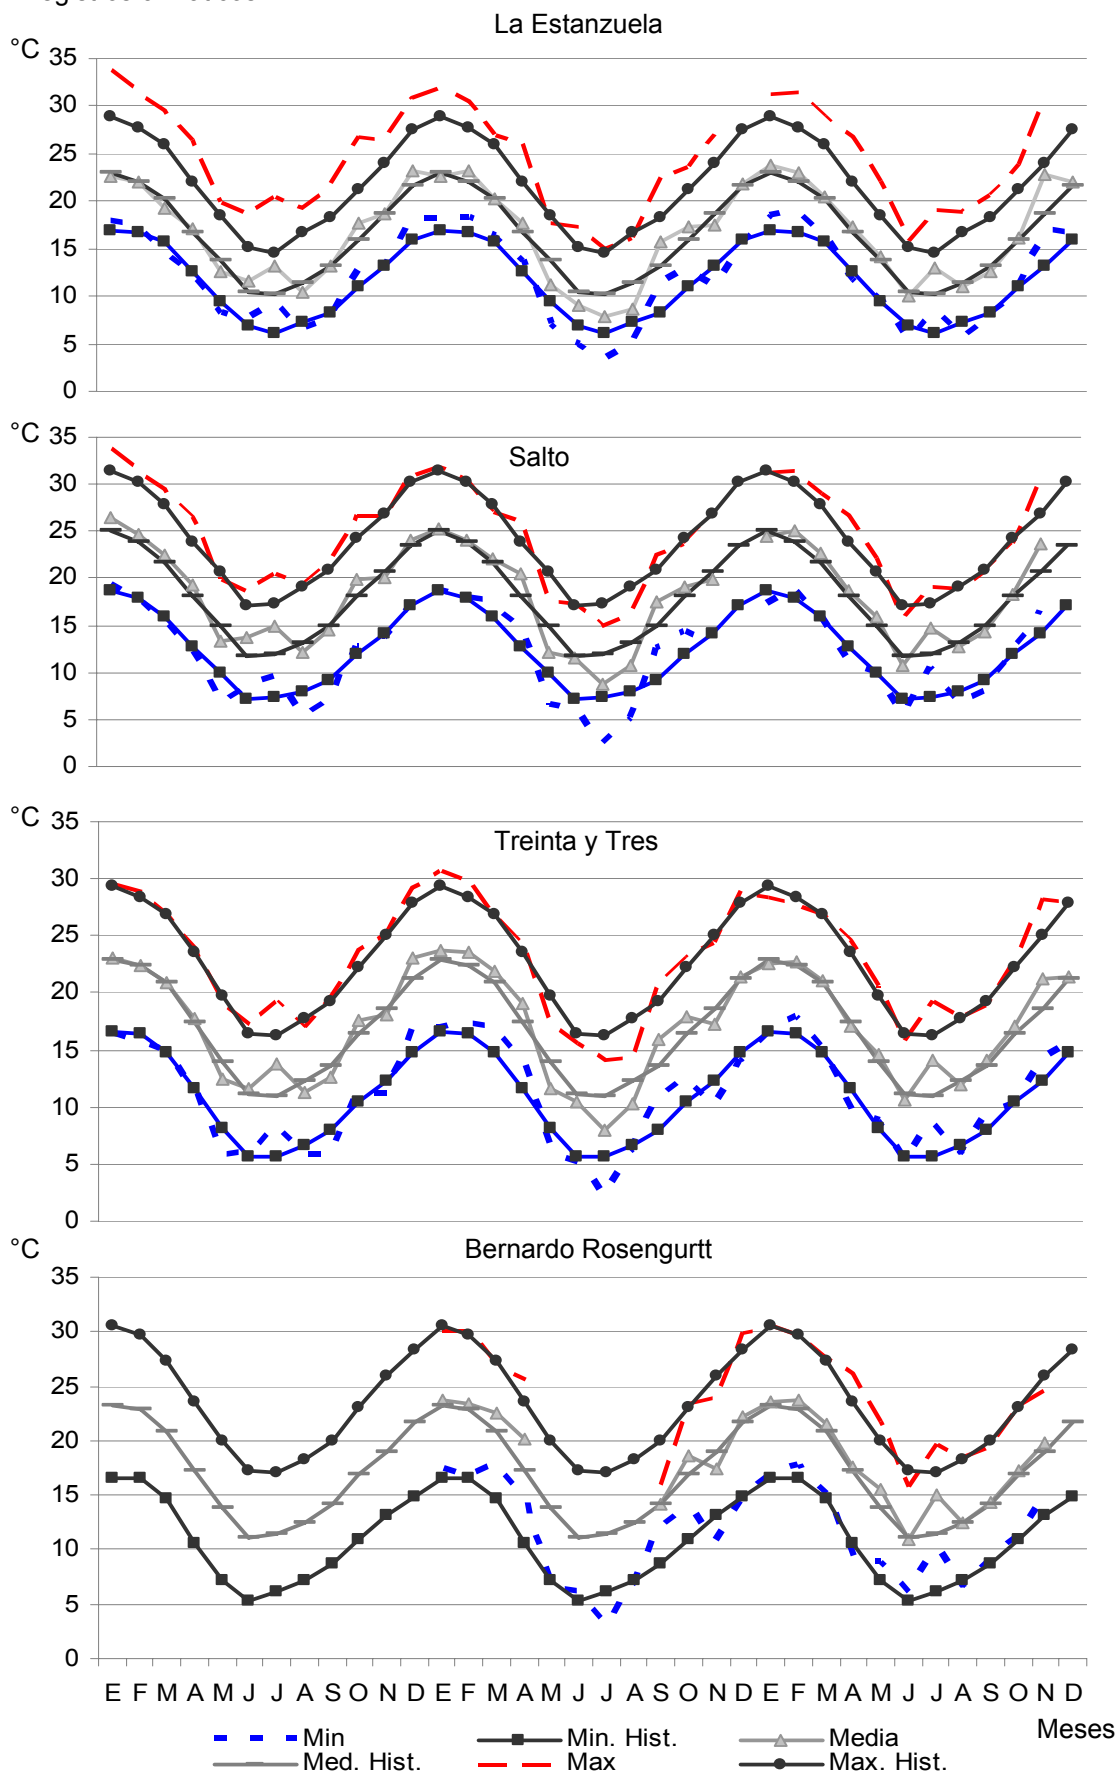 La Estanzuela
°C
35
30
25
20
15
10
5
0
°C
Salto
35
30
25
20
15
10
5
0
°C
Treinta y Tres
35
30
25
20
15
10
5
0
°C
Bernardo Rosengurtt
35
30
25
20
15
10
5
0
E F M A M J J A S O N D E F M A M J J A S O N D E F M A M J J A S O N D
Meses
Min Min. Hist. Media
Med. Hist. Max Max. Hist.